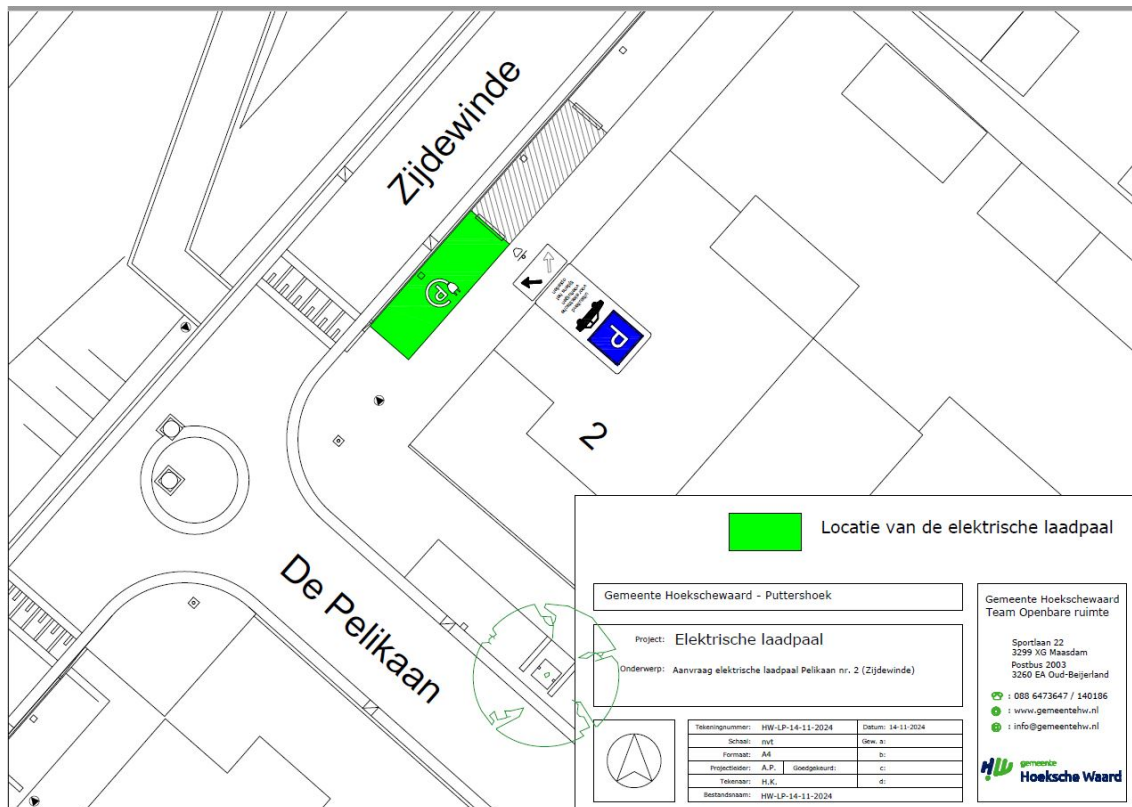 Zijdewinde
P
P
2
De Pelikaan
Locatie van de elektrische laadpaal
Gemeente Hoekschewaard - Puttershoek
Project: Elektrische laadpaal
Onderwerp: Aanvraag elektrische laadpaal Pelikaan nr. 2 (Zijdewinde)
Tekeningnummer: HW-LP-14-11-2024 Datum: 14-11-2024
Schaal: nvt Gew. a:
Formaat: A4 b:
Projectleider: A.P. Goedgekeurd: c:
Tekenaar: H.K. d:
Bestandsnaam: HW-LP-14-11-2024
Gemeente Hoekschewaard
Team Openbare ruimte
Sportlaan 22
3299 XG Maasdam
Postbus 2003
3260 EA Oud-Beijerland
: 088 6473647 / 140186
: www.gemeentehw.nl
@ : info@gemeentehw.nl
gemeente
Hoeksche Waard